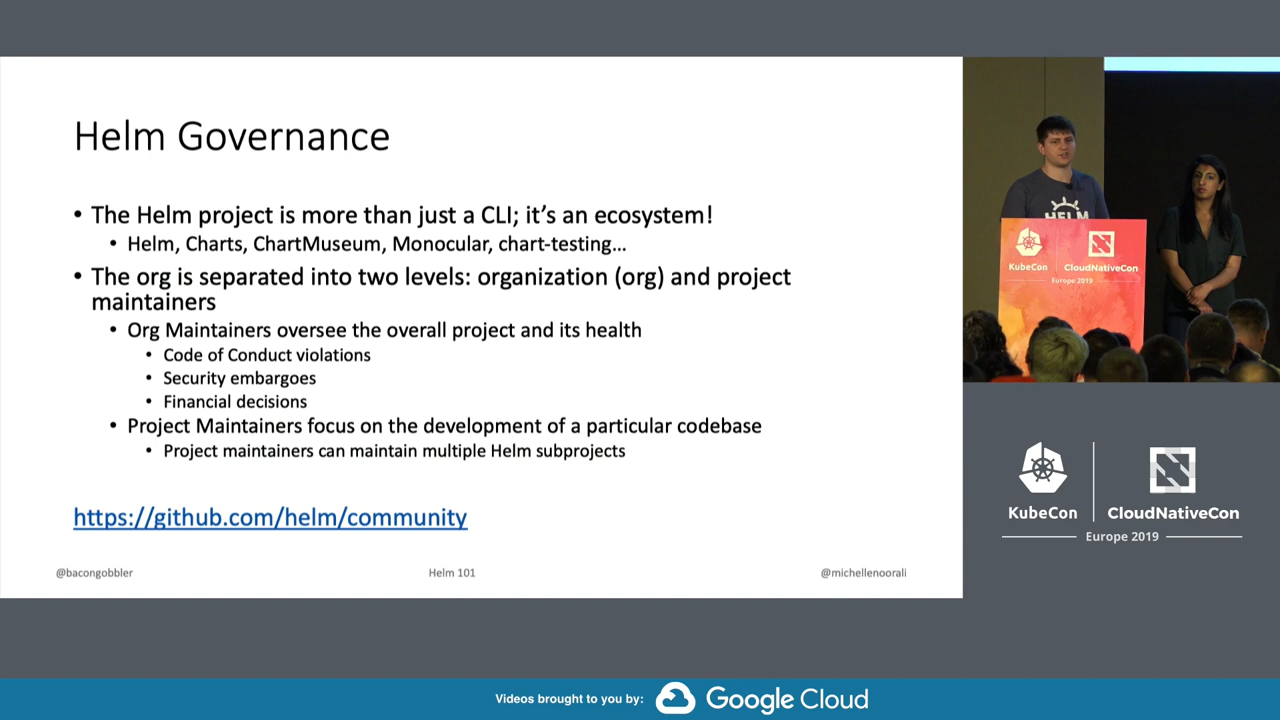 Helm Governance
• The Helm project is more than just a CLI; it's an ecosystem!
• Helm, Charts, ChartMuseum, Monocular, chart-testing…
• The org is separated into two levels: organization (org) and project
maintainers
• Org Maintainers oversee the overall project and its health
• Code of Conduct violations
• Security embargoes
• Financial decisions
• Project Maintainers focus on the development of a particular codebase
• Project maintainers can maintain multiple Helm subprojects
https://github.com/helm/community
@bacongobbler Helm 101 @michellenoorali
HELM
KubeCon CloudNativeCon
Europe 2019
KubeCon CloudNativeCon
Europe 2019
Videos brought to you by: Google Cloud